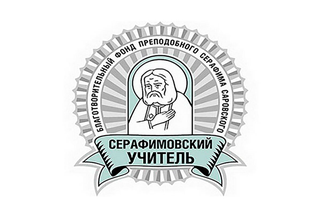 БЛАГОТВОРИТЕЛЬНЫЙ ФОНД ПРЕПОДОБНОГО СЕРАФИМА САРОВСКОГО
СЕРАФИМОВСКИЙ
УЧИТЕЛЬ